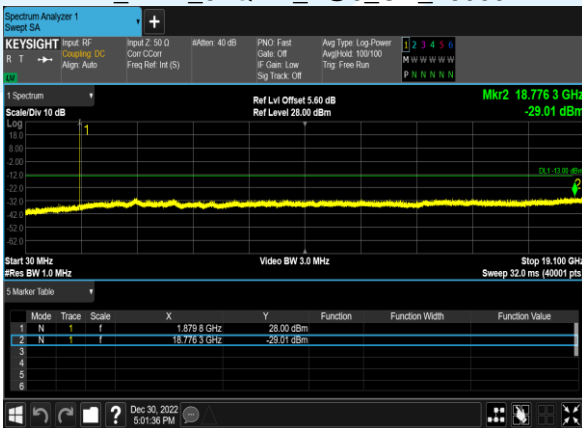 Spectrum Analyzer 1
Swept SA
+
KEYSIGHT
R T
LW
Input: RF
Coupling: DC
Align: Auto
Input Z: 50 Ω
Corr CCorr
Freq Ref: Int (S)
#Atten: 40 dB
PNO: Fast
Gate: Off
IF Gain: Low
Sig Track: Off
Avg Type: Log-Power
Avg|Hold: 100/100
Trig: Free Run
1 2 3 4 5 6
M W W W W W
P N N N N N
1 Spectrum
Scale/Div 10 dB
Ref Lvl Offset 5.60 dB
Ref Level 28.00 dBm
Mkr2 18.776 3 GHz
-29.01 dBm
Log
18.0
8.00
-2.00
-12.0
-22.0
-32.0
-42.0
-52.0
-62.0
1
DL1 -13.00 dBm
2
Start 30 MHz
#Res BW 1.0 MHz
Video BW 3.0 MHz
Stop 19.100 GHz
Sweep 32.0 ms (40001 pts
5 Marker Table
Mode Trace Scale X Y Function Function Width Function Value
1 N 1 f 1.879 8 GHz 28.00 dBm
2 N 1 f 18.776 3 GHz -29.01 dBm
3
4
5
6
?
Dec 30, 2022
5:01:36 PM